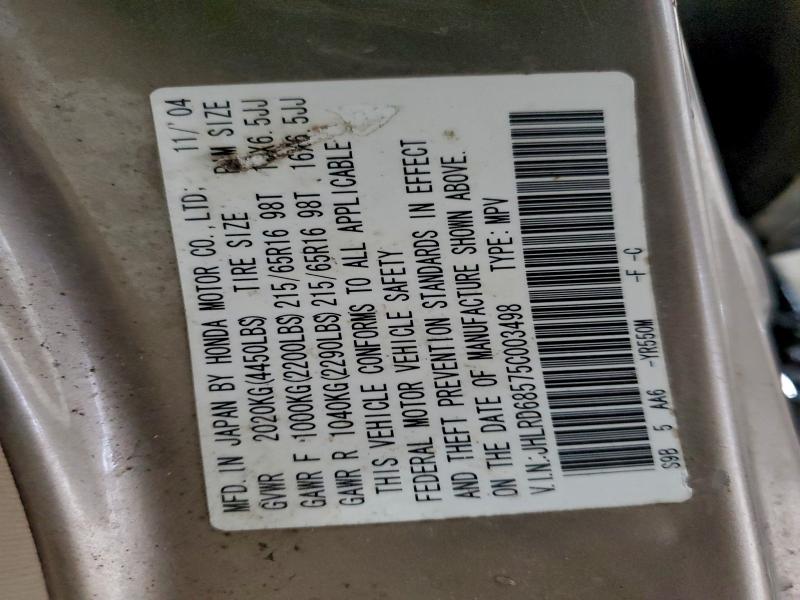 MFD. IN JAPAN BY HONDA MOTOR CO., LTD; 11/'04
GVWR 2020KG(4450LBS) TIRE SIZE RIM SIZE
GAWR F 1000KG(2200LBS) 215/65R16 98T 16X6.5JJ
GAWR R 1040KG(2290LBS) 215/65R16 98T 16X6.5JJ
THIS VEHICLE CONFORMS TO ALL APPLICABLE
FEDERAL MOTOR VEHICLE SAFETY
AND THEFT PREVENTION STANDARDS IN EFFECT
ON THE DATE OF MANUFACTURE SHOWN ABOVE.
V.I.N:JHLRD68575C003498 TYPE:MPV
S9B 5 AA6 -YR550M -F -C